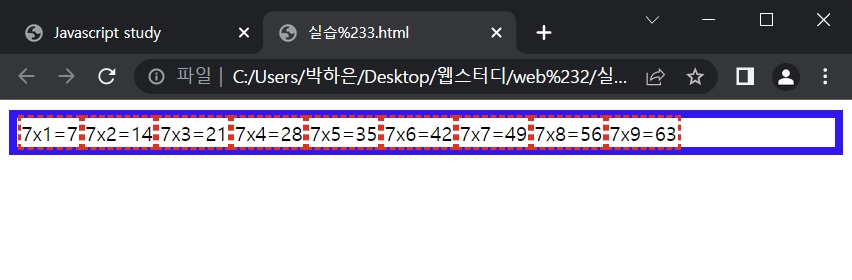 Javascript study
실습%233.html
파일 | C:/Users/박하은/Desktop/웹스터디/web%232/실...
7x1=7 7x2=14 7x3=21 7x4=28 7x5=35 7x6=42 7x7=49 7x8=56 7x9=63